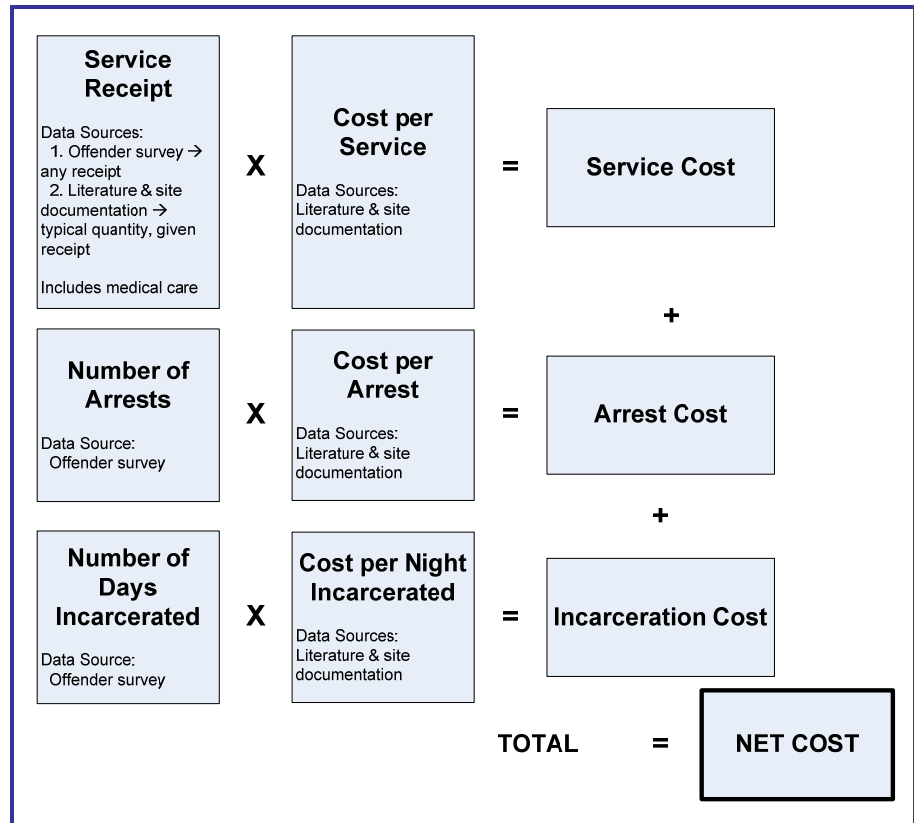 Service
Receipt
Data Sources:
1. Offender survey →
any receipt
2. Literature & site
documentation →
typical quantity, given
receipt
Includes medical care
X
Cost per
Service
Data Sources:
Literature & site
documentation
=
Service Cost
+
Number of
Arrests
Data Source:
Offender survey
X
Cost per
Arrest
Data Sources:
Literature & site
documentation
=
Arrest Cost
+
Number of
Days
Incarcerated
Data Source:
Offender survey
X
Cost per Night
Incarcerated
Data Sources:
Literature & site
documentation
=
Incarceration Cost
TOTAL = NET COST